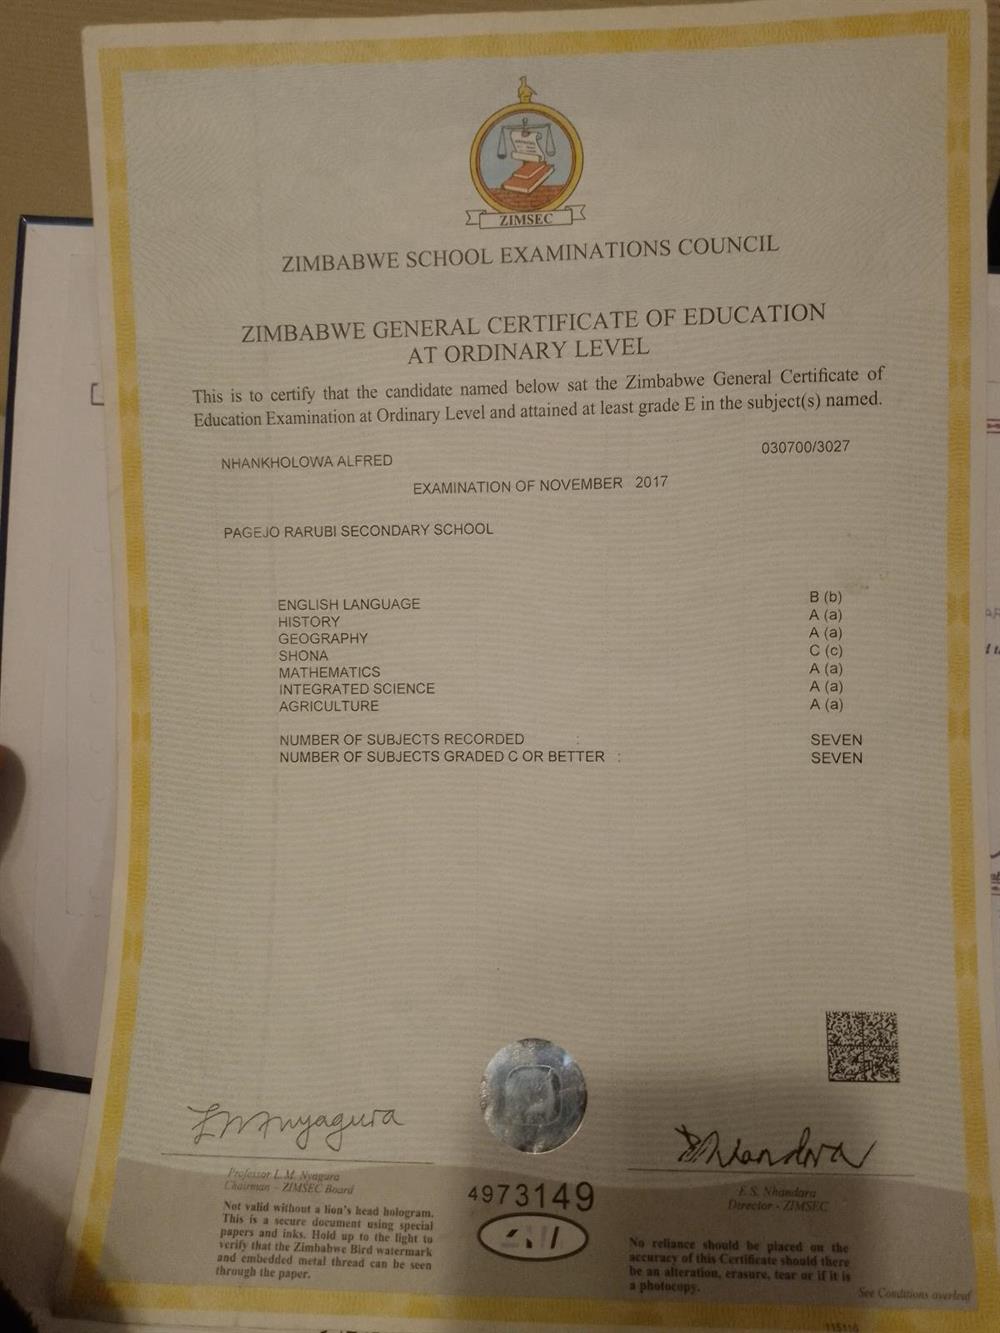 ZIMSEC
ZIMBABWE SCHOOL EXAMINATIONS COUNCIL
ZIMBABWE GENERAL CERTIFICATE OF EDUCATION
AT ORDINARY LEVEL
This is to certify that the candidate named below sat the Zimbabwe General Certificate of
Education Examination at Ordinary Level and attained at least grade E in the subject(s) named.
NHANKHOLOWA ALFRED 030700/3027
EXAMINATION OF NOVEMBER 2017
PAGEJO RARUBI SECONDARY SCHOOL
ENGLISH LANGUAGE B (b)
HISTORY A (a)
GEOGRAPHY A (a)
SHONA C (c)
MATHEMATICS A (a)
INTEGRATED SCIENCE A (a)
AGRICULTURE A (a)
NUMBER OF SUBJECTS RECORDED : SEVEN
NUMBER OF SUBJECTS GRADED C OR BETTER : SEVEN
Professor L.M. Nyagura
Chairman - ZIMSEC Board
Not valid without a lion's head hologram.
This is a secure document using special
papers and inks. Hold up to the light to
verify that the Zimbabwe Bird watermark
and embedded metal thread can be seen
through the paper.
4973149
E.S. Nhandara
Director - ZIMSEC
No reliance should be placed on the
accuracy of this Certificate should there
be an alteration, erasure, tear or if it is
a photocopy.
See Conditions overleaf